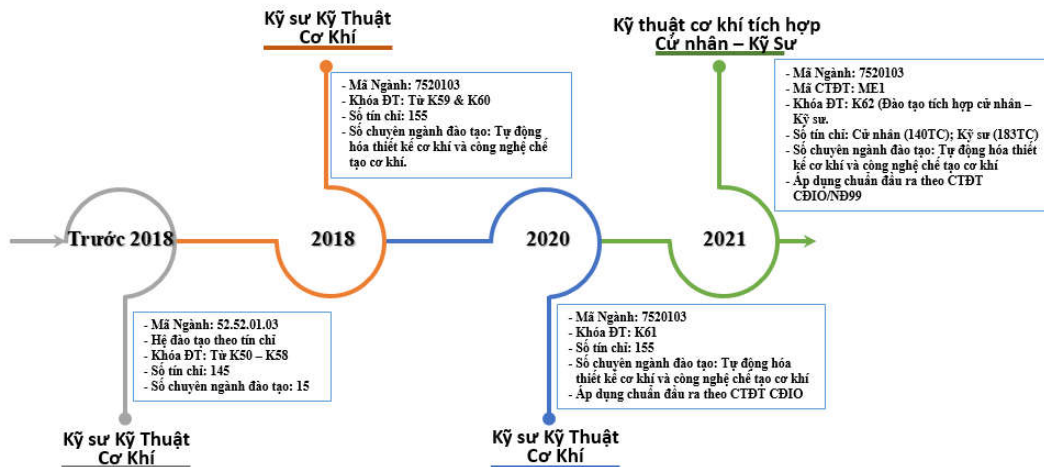 Kỹ sư Kỹ Thuật
Cơ Khí
- Mã Ngành: 7520103
- Khóa ĐT: Từ K59 & K60
- Số tín chỉ: 155
- Số chuyên ngành đào tạo: Tự động
hóa thiết kế cơ khí và công nghệ chế
tạo cơ khí.
Kỹ thuật cơ khí tích hợp
Cử nhân – Kỹ Sư
- Mã Ngành: 7520103
- Mã CTĐT: ME1
- Khóa ĐT: K62 (Đào tạo tích hợp cử nhân –
Kỹ sư.
- Số tín chỉ: Cử nhân (140TC); Kỹ sư (183TC)
- Số chuyên ngành đào tạo: Tự động hóa thiết
kế cơ khí và công nghệ chế tạo cơ khí
- Áp dụng chuẩn đầu ra theo CTĐT
CĐIO/NĐ99
Trước 2018
2018
2020
2021
- Mã Ngành: 52.52.01.03
- Hệ đào tạo theo tín chỉ
- Khóa ĐT: Từ K50 – K58
- Số tín chỉ: 145
- Số chuyên ngành đào tạo: 15
Kỹ sư Kỹ Thuật
Cơ Khí
- Mã Ngành: 7520103
- Khóa ĐT: K61
- Số tín chỉ: 155
- Số chuyên ngành đào tạo: Tự động hóa
thiết kế cơ khí và công nghệ chế tạo cơ khí
- Áp dụng chuẩn đầu ra theo CTĐT CĐIO
Kỹ sư Kỹ Thuật
Cơ Khí